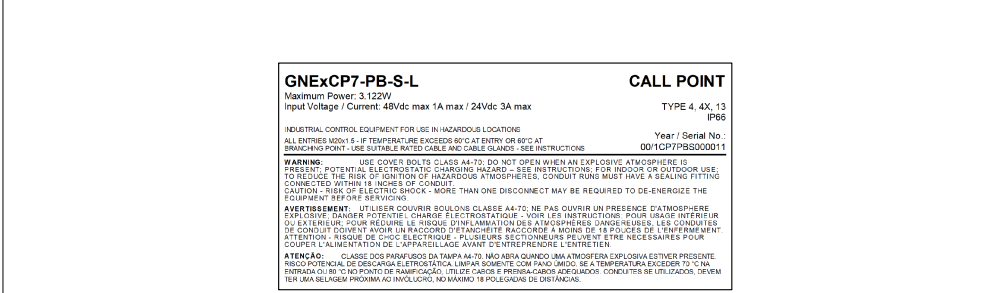 GNExCP7-PB-S-L
CALL POINT
Maximum Power: 3.122W
Input Voltage / Current: 48Vdc max 1A max / 24Vdc 3A max
TYPE 4, 4X, 13
IP66
INDUSTRIAL CONTROL EQUIPMENT FOR USE IN HAZARDOUS LOCATIONS
Year / Serial No.:
ALL ENTRIES M20x1.5 - IF TEMPERATURE EXCEEDS 60°C AT ENTRY OR 60°C AT
BRANCHING POINT - USE SUITABLE RATED CABLE AND CABLE GLANDS - SEE INSTRUCTIONS
00/1CP7PBS000011
WARNING: USE COVER BOLTS CLASS A4-70; DO NOT OPEN WHEN AN EXPLOSIVE ATMOSPHERE IS
PRESENT; POTENTIAL ELECTROSTATIC CHARGING HAZARD – SEE INSTRUCTIONS; FOR INDOOR OR OUTDOOR USE;
TO REDUCE THE RISK OF IGNITION OF HAZARDOUS ATMOSPHERES, CONDUIT RUNS MUST HAVE A SEALING FITTING
CONNECTED WITHIN 18 INCHES OF CONDUIT.
CAUTION - RISK OF ELECTRIC SHOCK - MORE THAN ONE DISCONNECT MAY BE REQUIRED TO DE-ENERGIZE THE
EQUIPMENT BEFORE SERVICING.
AVERTISSEMENT: UTILISER COUVRIR BOULONS CLASSE A4-70; NE PAS OUVRIR UN PRESENCE D'ATMOSPHERE
EXPLOSIVE; DANGER POTENTIEL CHARGE ÉLECTROSTATIQUE - VOIR LES INSTRUCTIONS; POUR USAGE INTÉRIEUR
OU EXTERIEUR; POUR RÉDUIRE LE RISQUE D'INFLAMMATION DES ATMOSPHÈRES DANGEREUSES, LES CONDUITES
DE CONDUIT DOIVENT AVOIR UN RACCORD D'ETANCHEITÉ RACCORDÉ À MOINS DE 18 POUCES DE L'ENFERMEMENT.
ATTENTION - RISQUE DE CHOC ÉLECTRIQUE - PLUSIEURS SECTIONNEURS PEUVENT ETRE NECESSAIRES POUR
COUPER L'ALIMENTATION DE L'APPAREILLAGE AVANT D'ENTREPRENDRE L'ENTRETIEN.
ATENÇÃO: CLASSE DOS PARAFUSOS DA TAMPA A4-70. NÃO ABRA QUANDO UMA ATMOSFERA EXPLOSIVA ESTIVER PRESENTE.
RISCO POTENCIAL DE DESCARGA ELETROSTÁTICA. LIMPAR SOMENTE COM PANO ÚMIDO. SE A TEMPERATURA EXCEDER 70 °C NA
ENTRADA OU 80 °C NO PONTO DE RAMIFICAÇÃO, UTILIZE CABOS E PRENSA-CABOS ADEQUADOS. CONDUITES SE UTILIZADOS, DEVEM
TER UMA SELAGEM PRÓXIMA AO INVÓLUCRO, NO MÁXIMO 18 POLEGADAS DE DISTÂNCIAS.